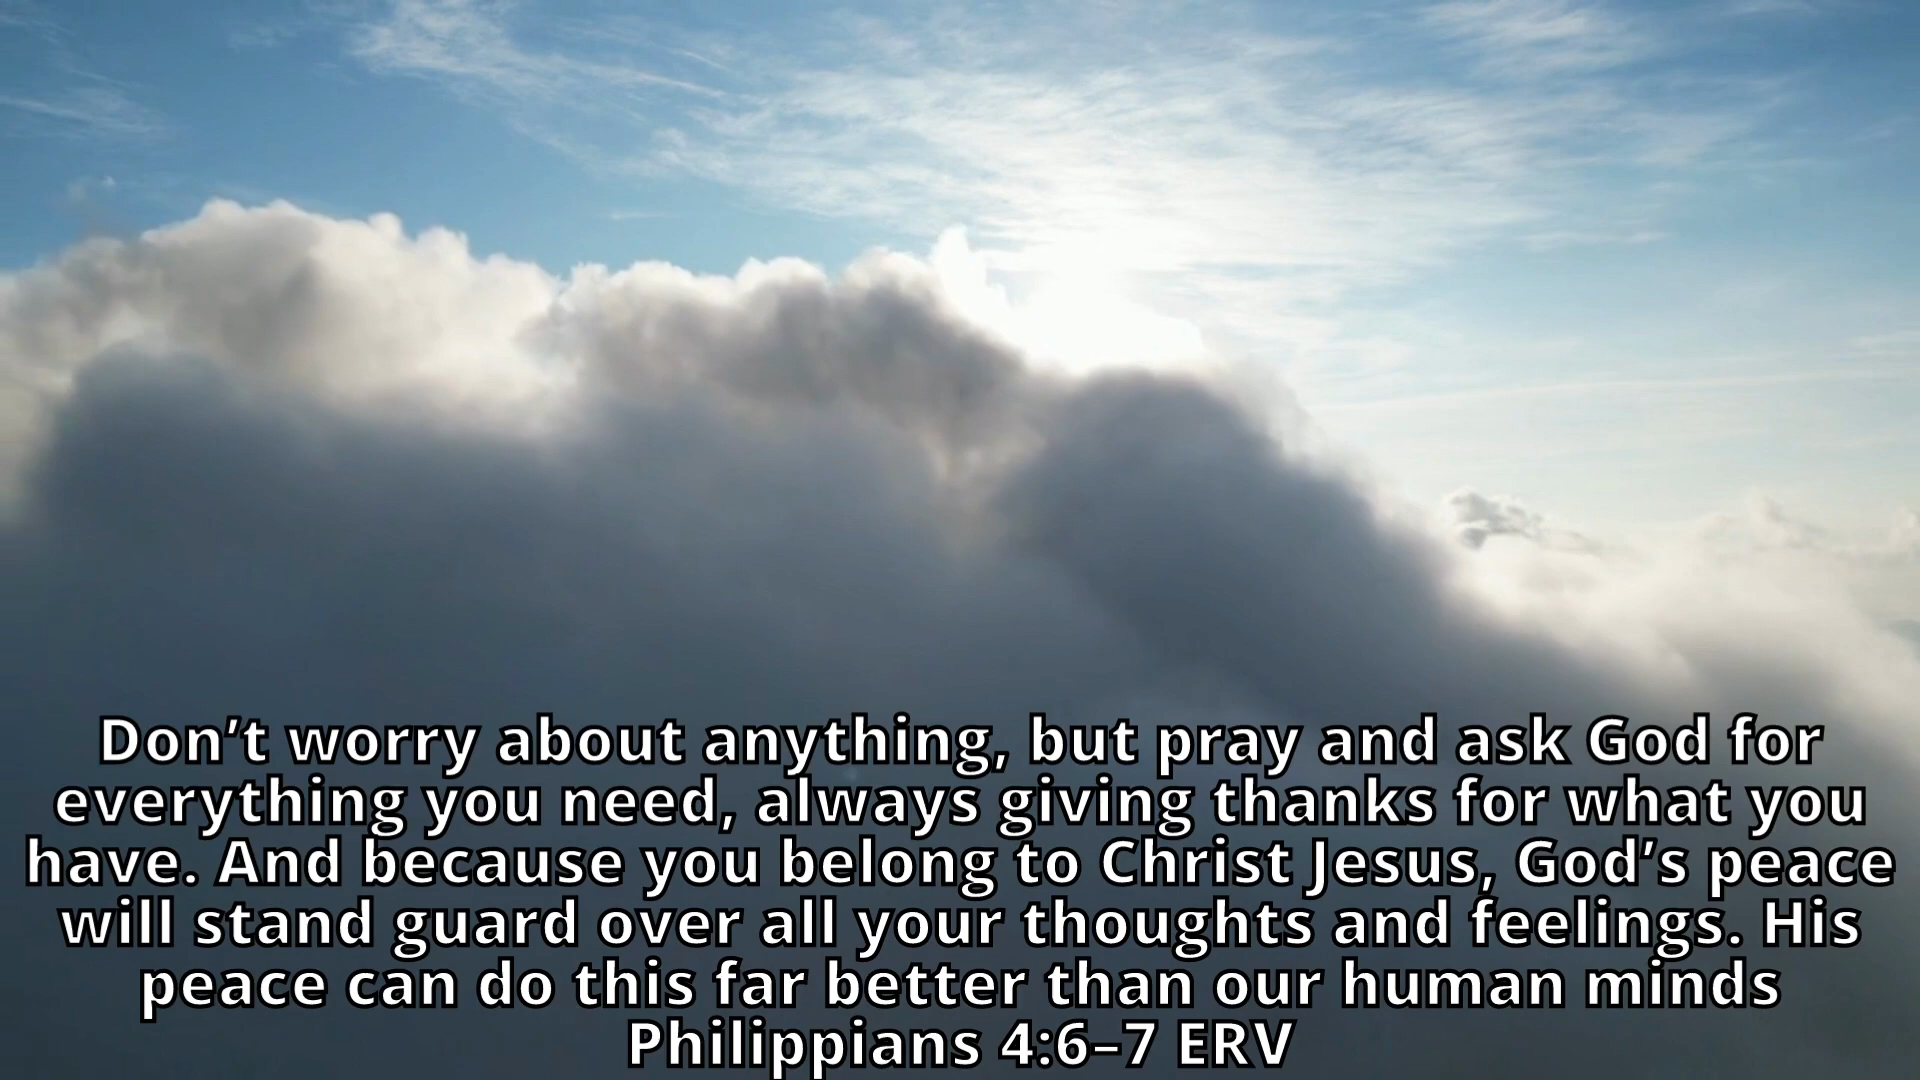 Don’t worry about anything, but pray and ask God for
everything you need, always giving thanks for what you
have. And because you belong to Christ Jesus, God’s peace
will stand guard over all your thoughts and feelings. His
peace can do this far better than our human minds
Philippians 4:6–7 ERV